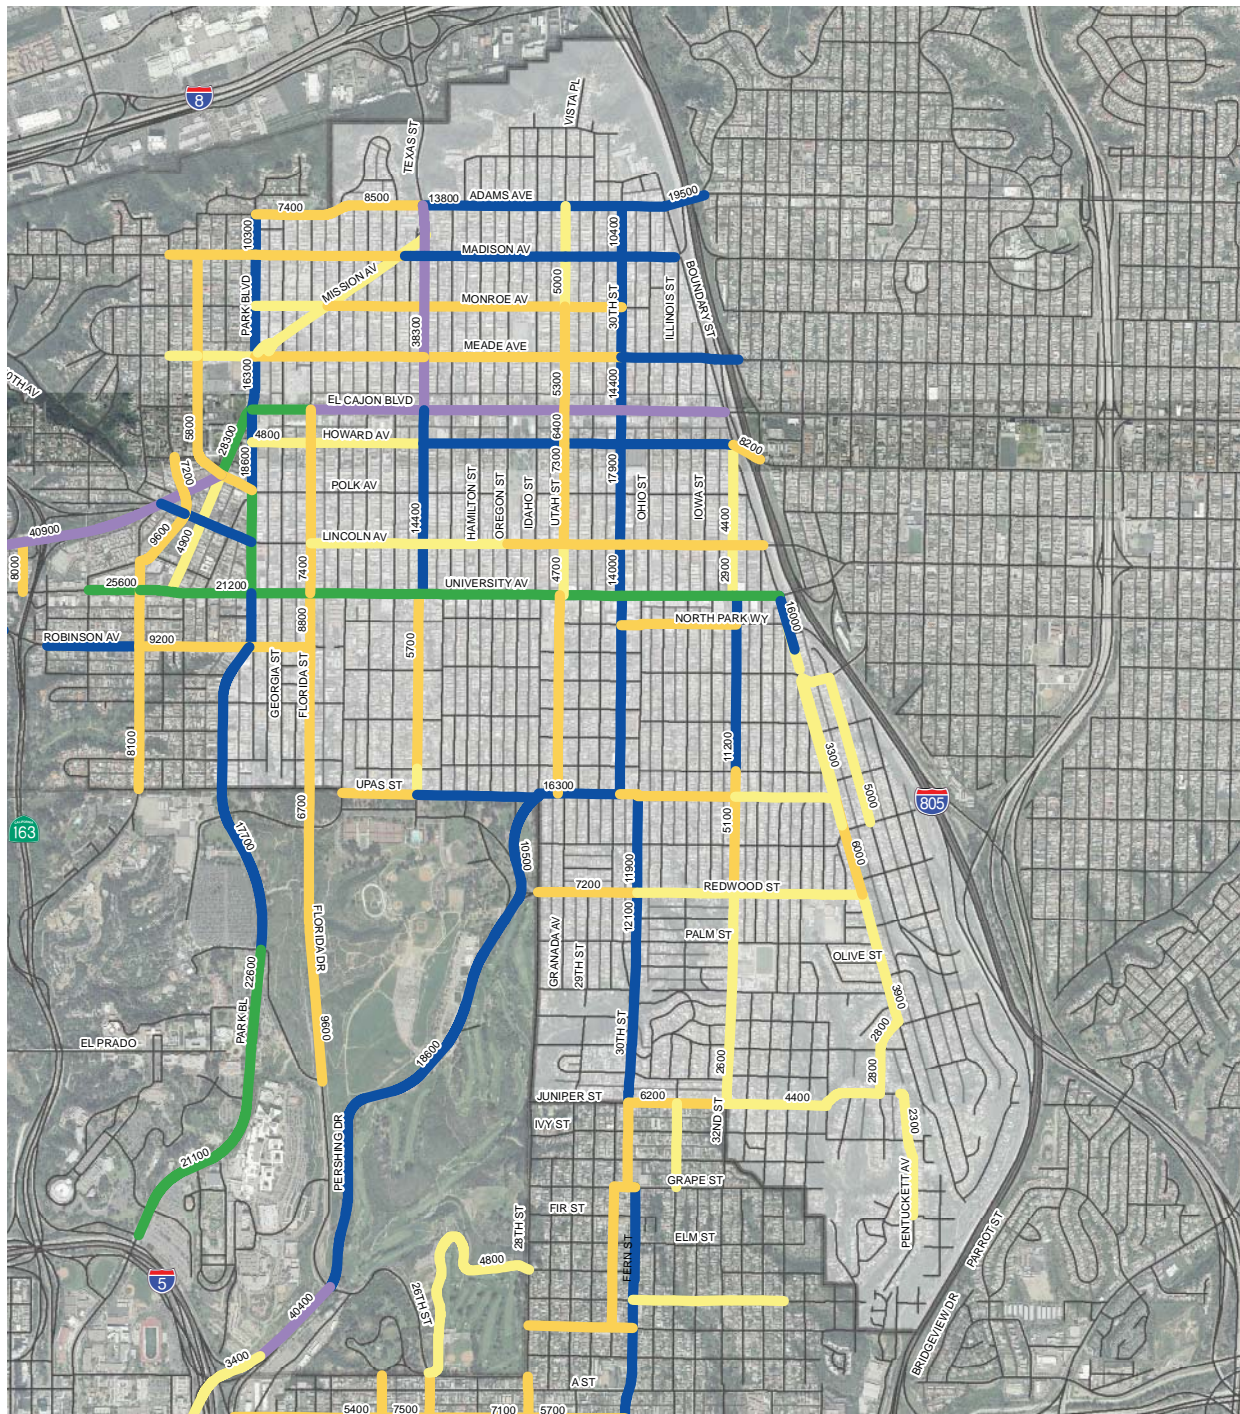 8
TEXAS ST
VISTA PL
7400
8500
13800
ADAMS AVE
19500
10300
10400
MADISON AV
MISSION AV
5000
BOUNDARY ST
PARK BLVD
MONROE AV
30TH ST
ILLINOIS ST
38300
MEADE AVE
16300
5300
14400
0TH AV
EL CAJON BLVD
5800
28300
4800
HOWARD AV
6400
8200
18600
7300
17900
7200
POLK AV
HAMILTON ST
OREGON ST
IDAHO ST
UTAH ST
OHIO ST
IOWA ST
40900
9600
4900
14400
4400
LINCOLN AV
8000
7400
4700
14000
2900
25600
21200
UNIVERSITY AV
8800
NORTH PARK WY
16000
ROBINSON AV
9200
5700
GEORGIA ST
FLORIDA ST
8100
11200
3300
5000
UPAS ST
16300
805
163
6700
5100
17700
10500
11900
6000
7200
REDWOOD ST
FLORIDA DR
12100
GRANADA AV
29TH ST
PALM ST
OLIVE ST
22600
PARK BL
3900
9600
30TH ST
2800
EL PRADO
18600
2600
2800
JUNIPER ST
6200
4400
IVY ST
32ND ST
2300
PERSHING DR
21100
GRAPE ST
PENTUCKETT AV
FIR ST
28TH ST
ELM ST
FERN ST
PARROT ST
4800
5
26TH ST
40400
BRIDGEVIEW DR
3400
A ST
5400
7500
7100
5700